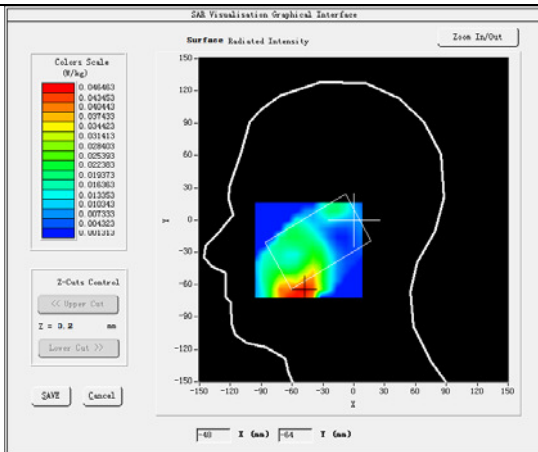 SAR Visualisation Graphical Interface
Surface Radiated Intensity
Zoom In/Out
Colors Scale
(W/kg)
0.046463
0.043453
0.040443
0.037433
0.034423
0.031413
0.028403
0.025393
0.022383
0.019373
0.016363
0.013353
0.010343
0.007333
0.004323
0.001313
150
120
90
60
30
0
-30
-60
-90
-120
-150
Y
-150 -120 -90 -60 -30 0 30 60 90 120 150
X
Z-Cuts Control
<< Upper Cut
Z = 0.2 mm
Lower Cut >>
SAVE Cancel
-48 X (mm) -64 Y (mm)